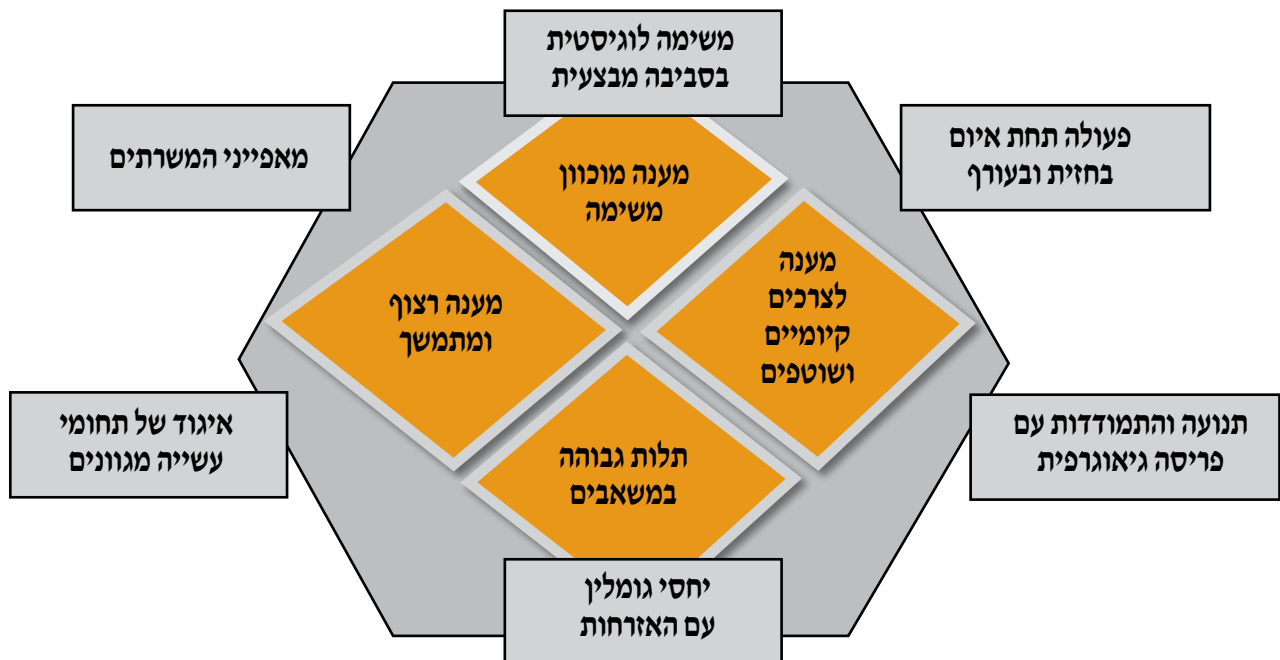 משימה לוגיסטית
בסביבה מבצעית
פעולה תחת איום
בחזית ובעורף
מאפייני המשרתים
מענה מוכוון
משימה
מענה
לצרכים
קיומיים
ושוטפים
מענה רצוף
ומתמשך
תנועה והתמודדות עם
פריסה גיאוגרפית
איגוד של תחומי
עשייה מגוונים
תלות גבוהה
במשאבים
יחסי גומלין
עם האזרחות